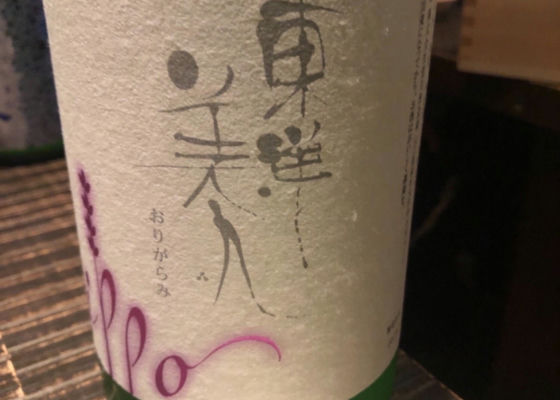 東洋
美人
おりがらみ
ippo